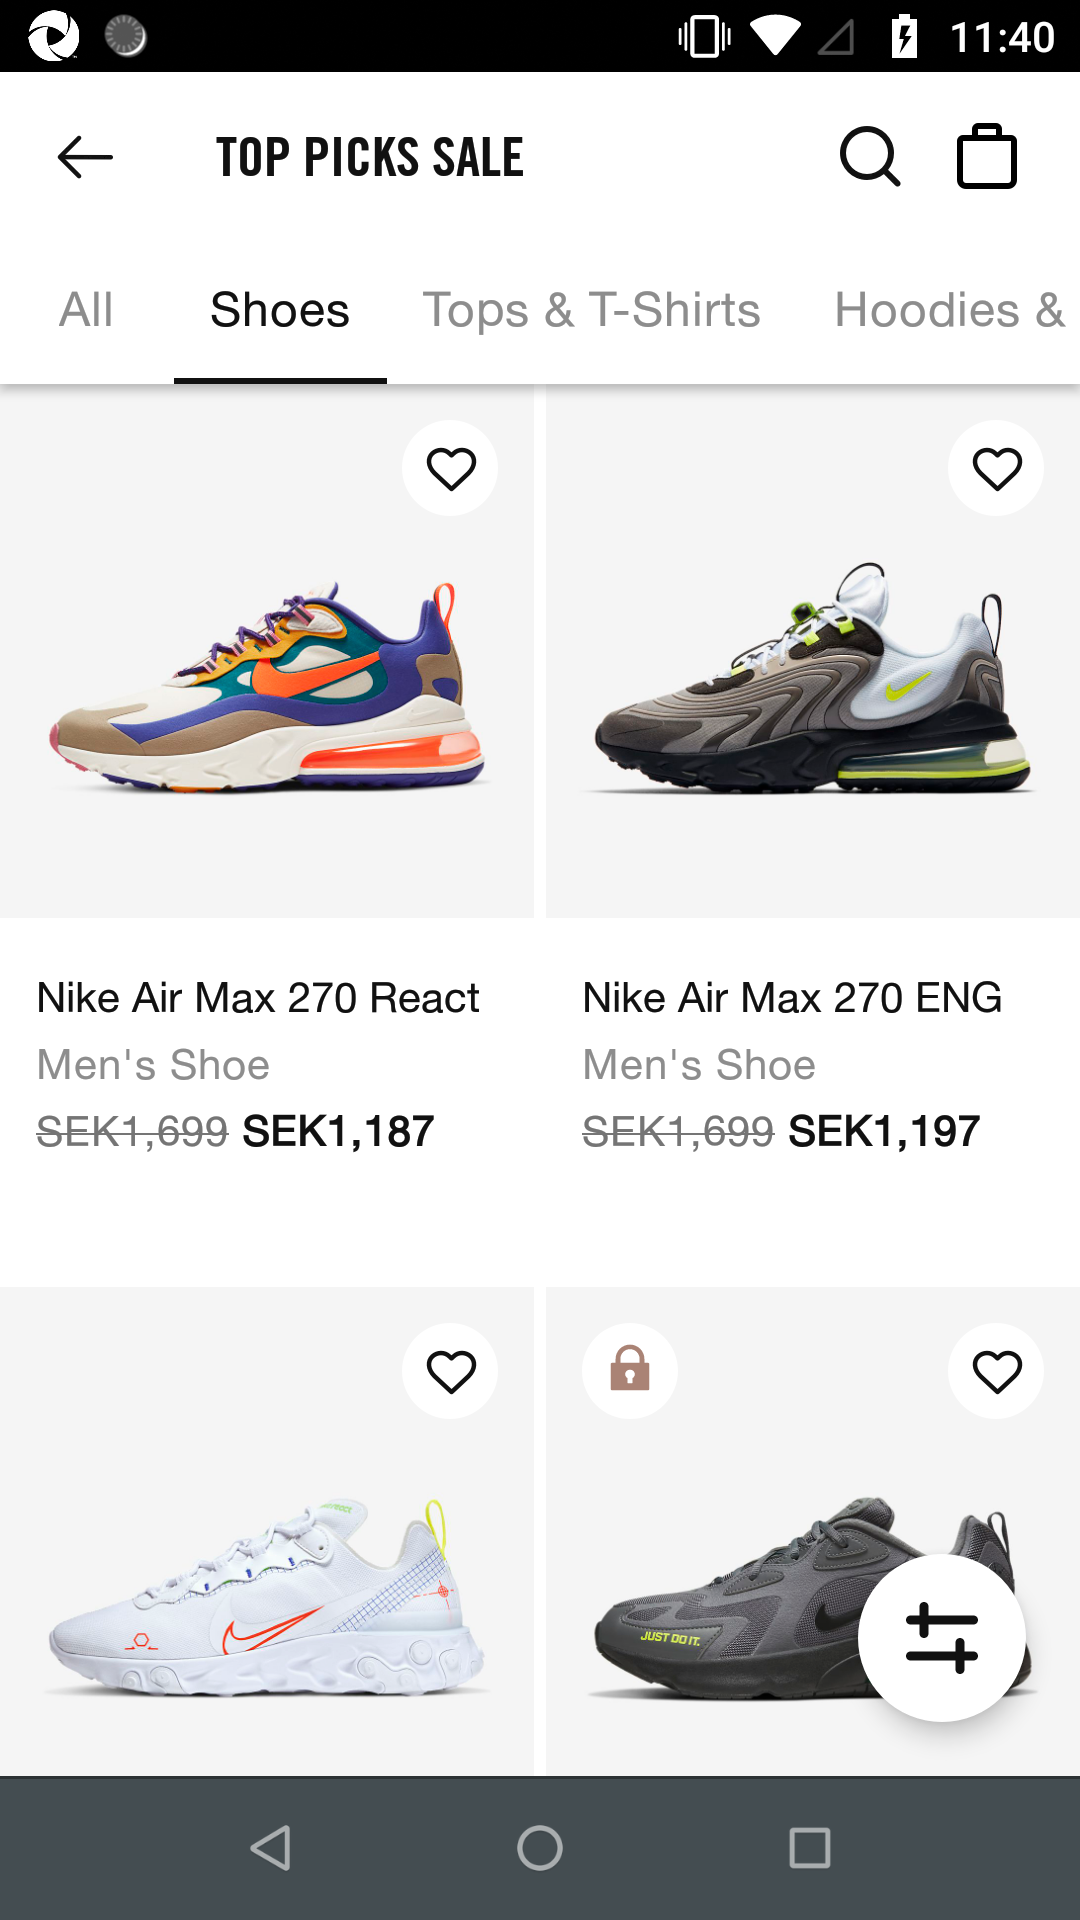 11:40
TOP PICKS SALE
All Shoes Tops & T-Shirts Hoodies &
Nike Air Max 270 React
Men's Shoe
SEK1,699 SEK1,187
Nike Air Max 270 ENG
Men's Shoe
SEK1,699 SEK1,197
JUST DO IT.